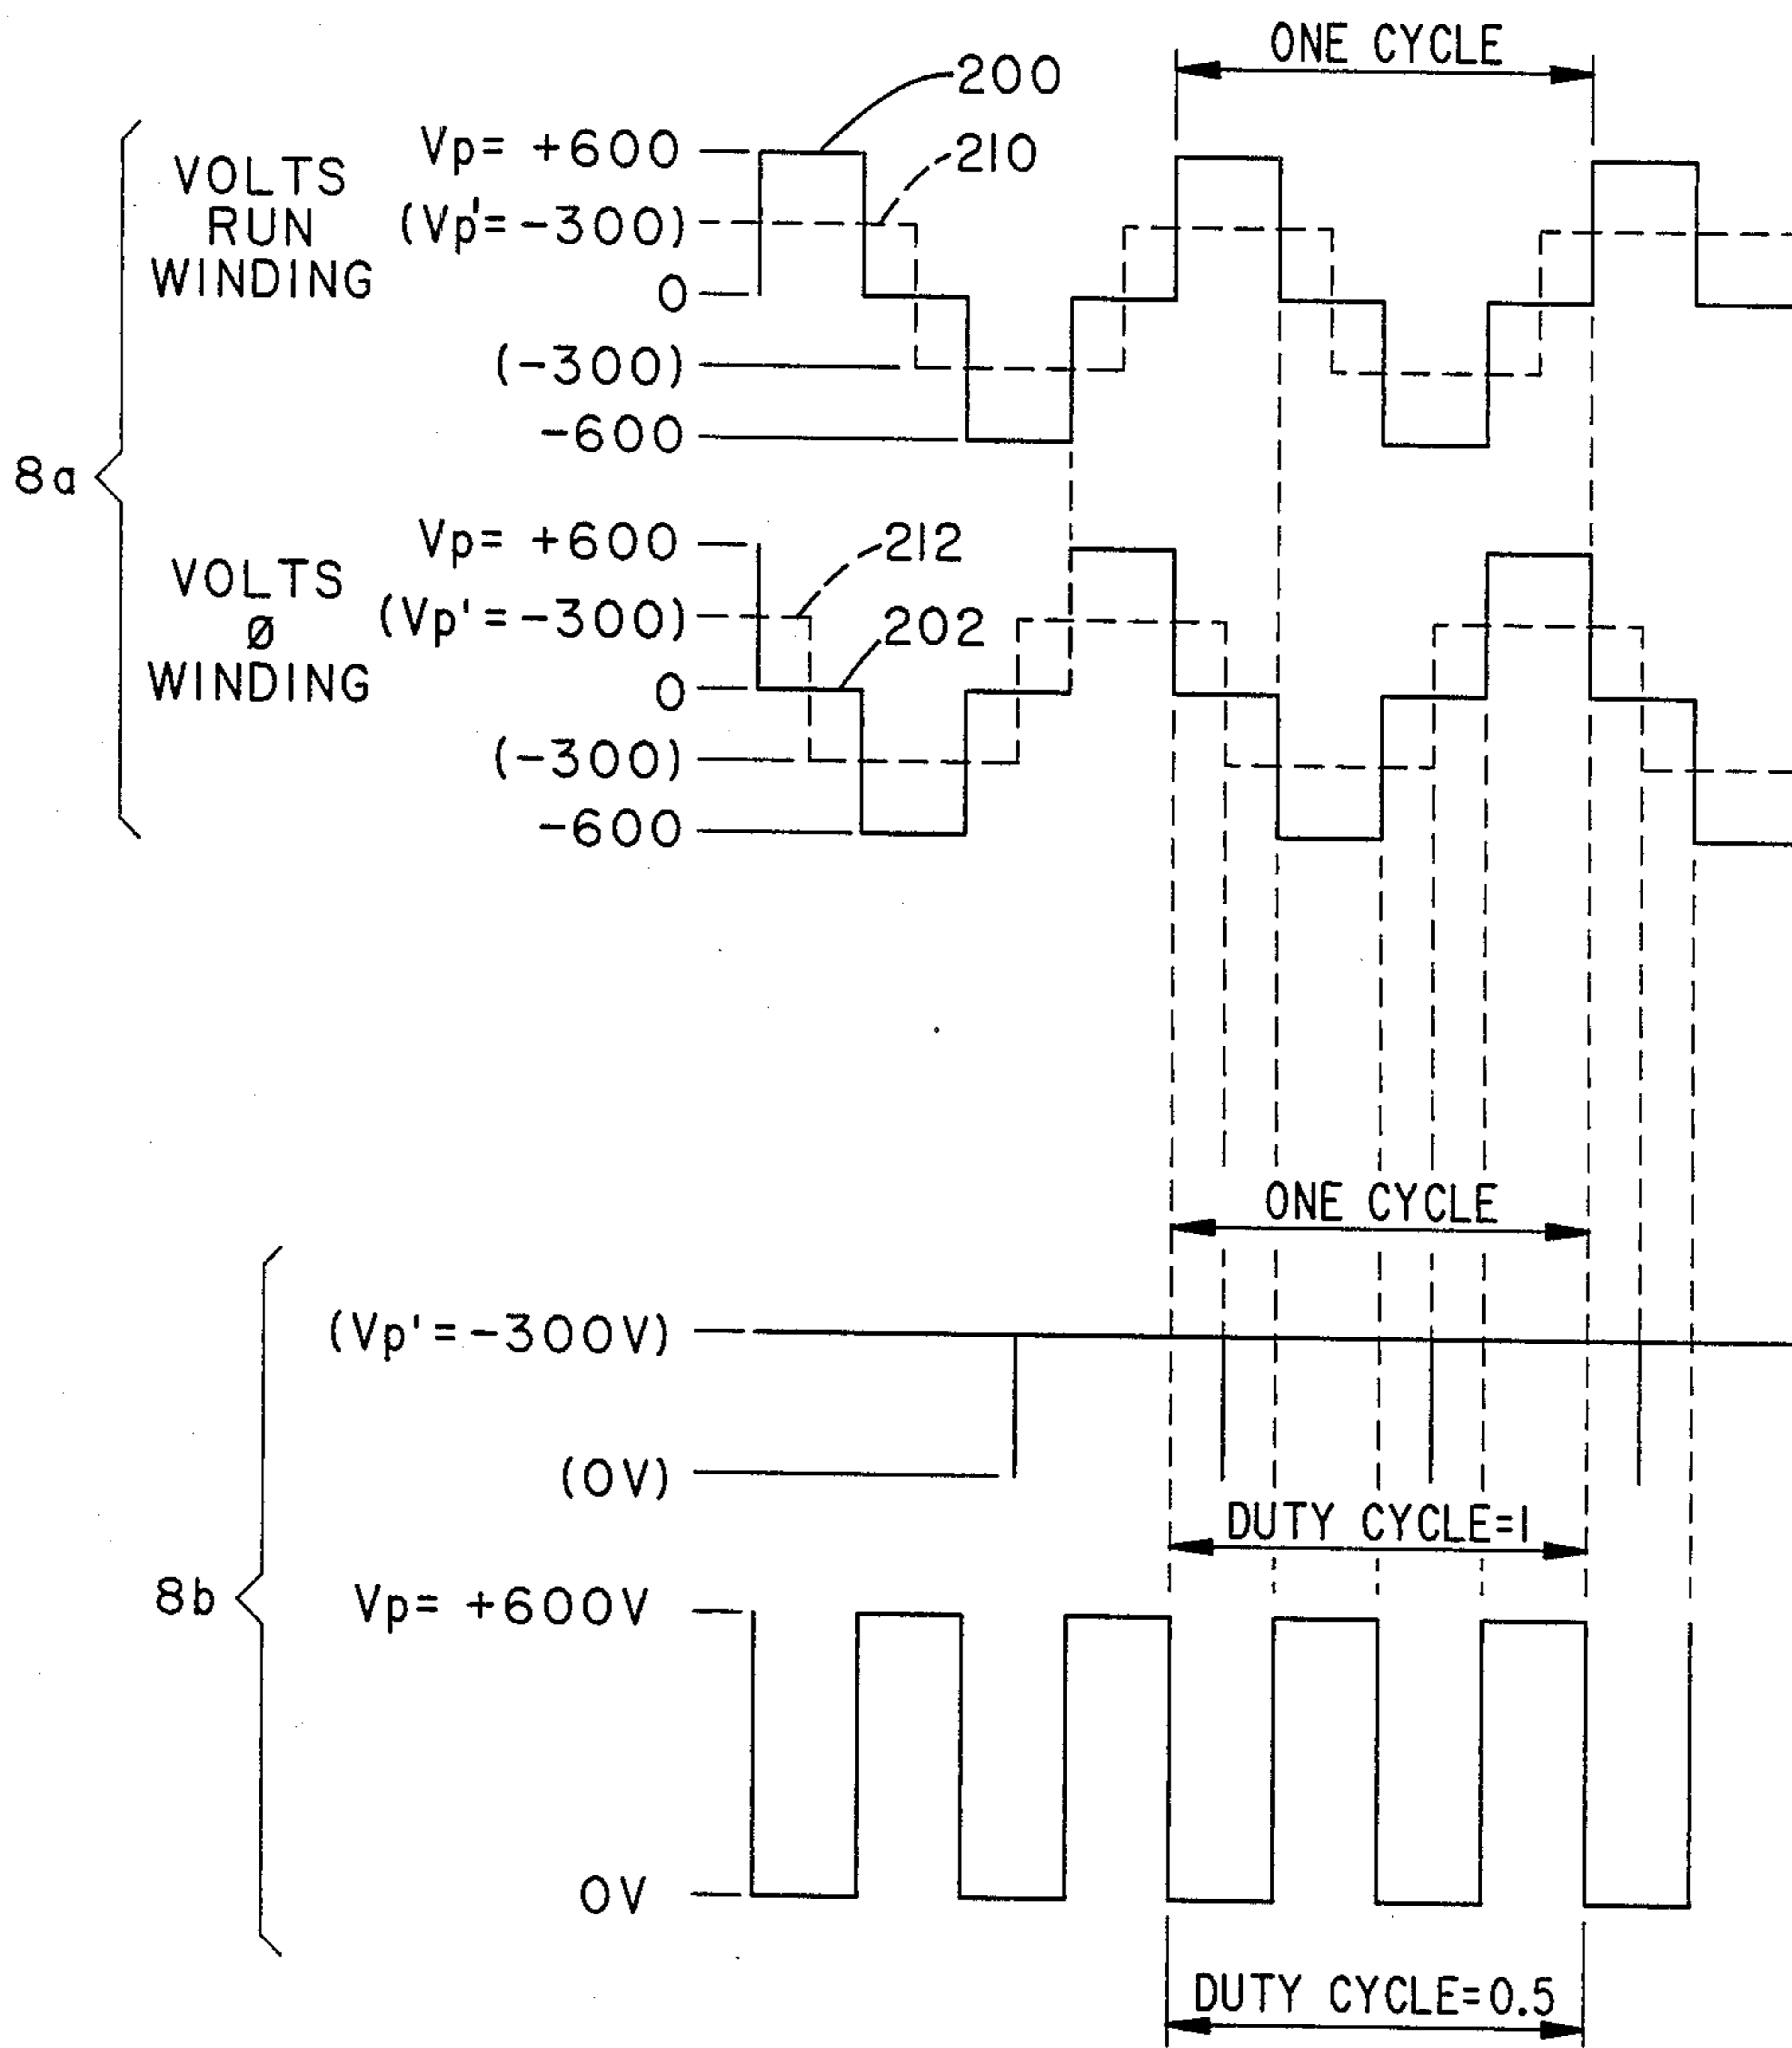 ONE CYCLE
200
Vp= +600
210
VOLTS
RUN
WINDING
(Vp'=-300)
0
(-300)
-600
8a
Vp= +600
212
VOLTS
Ø
WINDING
(Vp'=-300)
202
0
(-300)
-600
ONE CYCLE
(Vp'=-300V)
(0V)
DUTY CYCLE=1
8b
Vp= +600V
0V
DUTY CYCLE=0.5